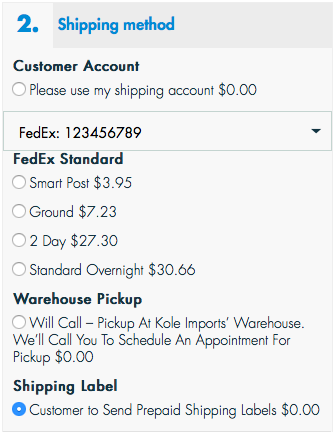 2. Shipping method
Customer Account
Please use my shipping account $0.00
FedEx: 123456789
FedEx Standard
Smart Post $3.95
Ground $7.23
2 Day $27.30
Standard Overnight $30.66
Warehouse Pickup
Will Call – Pickup At Kole Imports' Warehouse.
We'll Call You To Schedule An Appointment For
Pickup $0.00
Shipping Label
Customer to Send Prepaid Shipping Labels $0.00